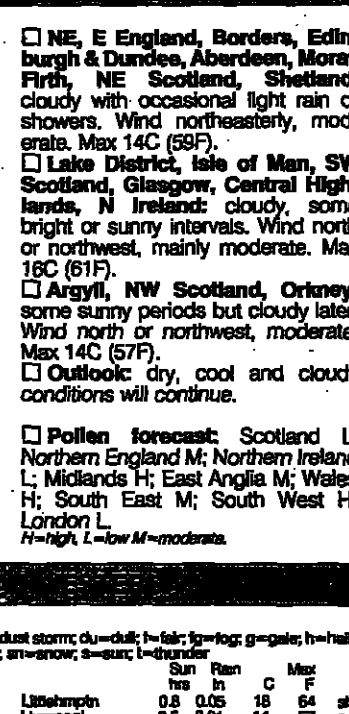 ☐ NE, E England, Borders, Edin
burgh & Dundee, Aberdeen, Mora
Firth, NE Scotland, Shetland
cloudy with occasional light rain o
showers. Wind northeasterly, mod
erate. Max 14C (59F).
☐ Lake District, Isle of Man, SW
Scotland, Glasgow, Central High
lands, N Ireland: cloudy, som
bright or sunny intervals. Wind nort
or northwest, mainly moderate. Ma
16C (61F).
☐ Argyll, NW Scotland, Orkney
some sunny periods but cloudy later
Wind north or northwest, moderate
Max 14C (57F).
☐ Outlook: dry, cool and cloud
conditions will continue.
☐ Pollen forecast: Scotland L
Northern England M; Northern Ireland
L; Midlands H; East Anglia M; Wales
H; South East M; South West H
London L.
H=high, L=low M=moderate.
dust storm; du=dull; f=fair; fg=fog; g=gale; h=hail
; sn=snow; s=sun; t=thunder
Sun Rain Max
hrs in C F
Littlehmptn 0.8 0.05 18 64